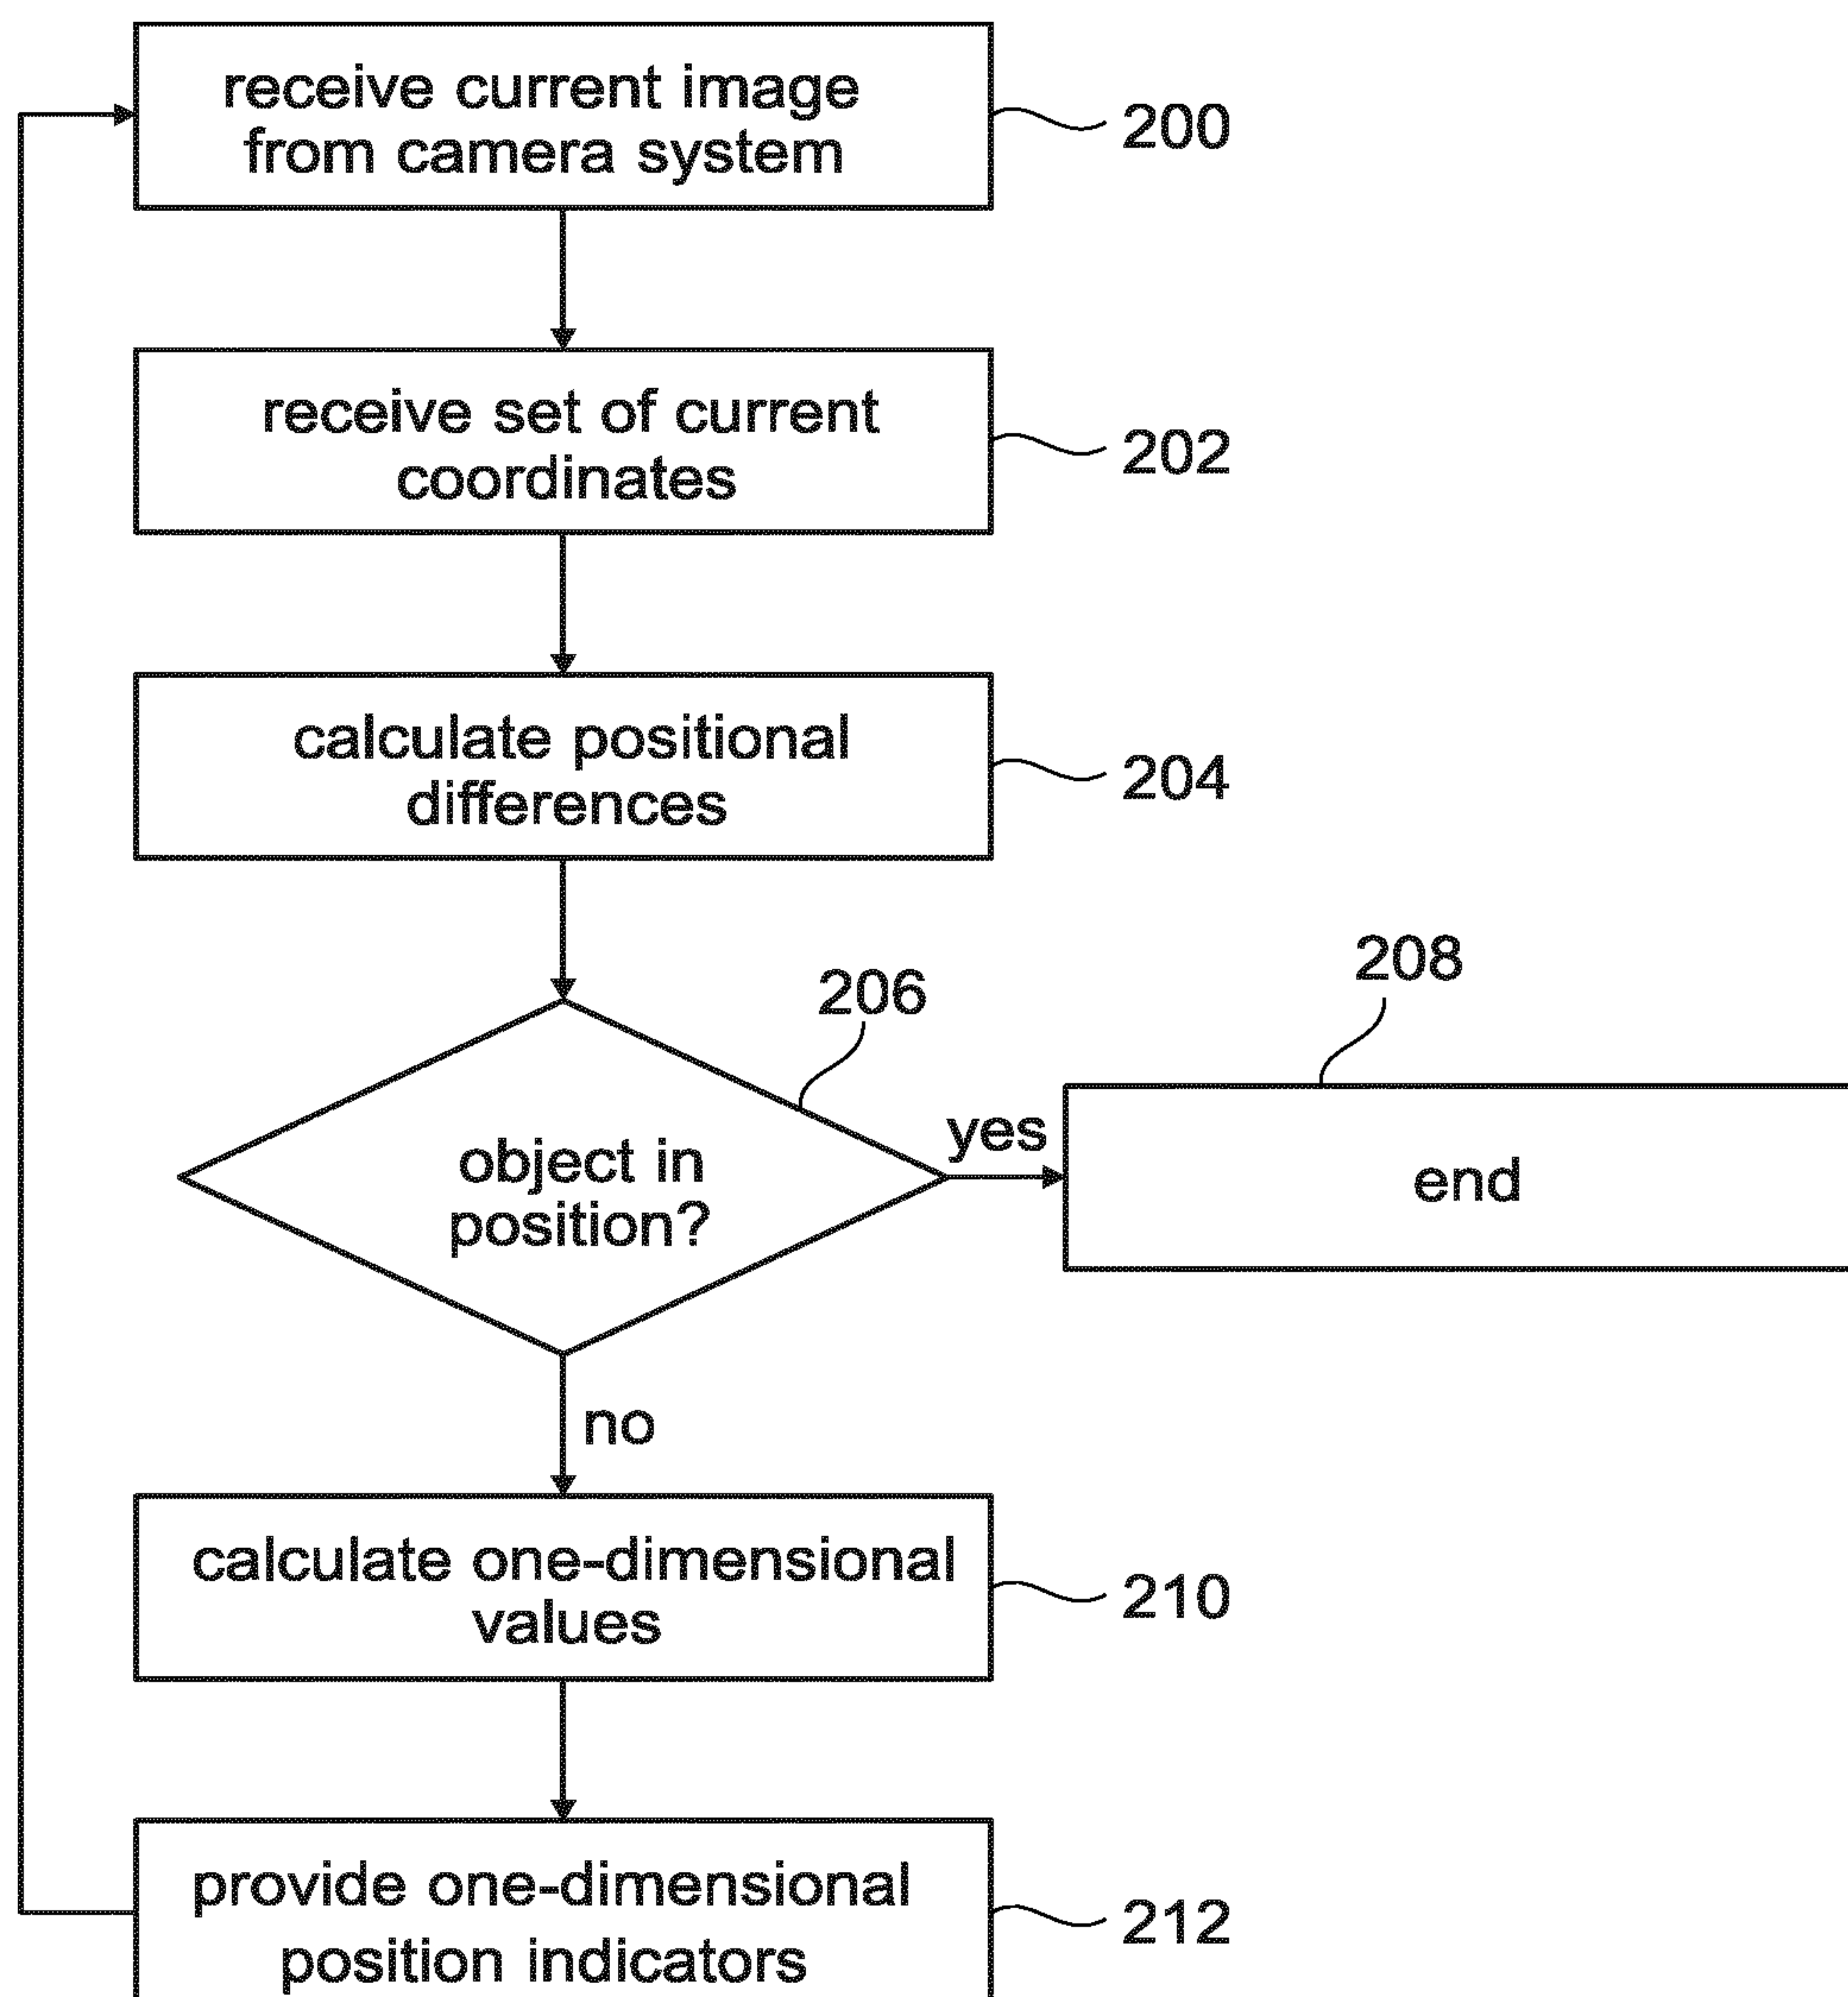 receive current image
from camera system
200
receive set of current
coordinates
202
calculate positional
differences
204
206
object in
position?
yes
208
end
no
calculate one-dimensional
values
210
provide one-dimensional
position indicators
212